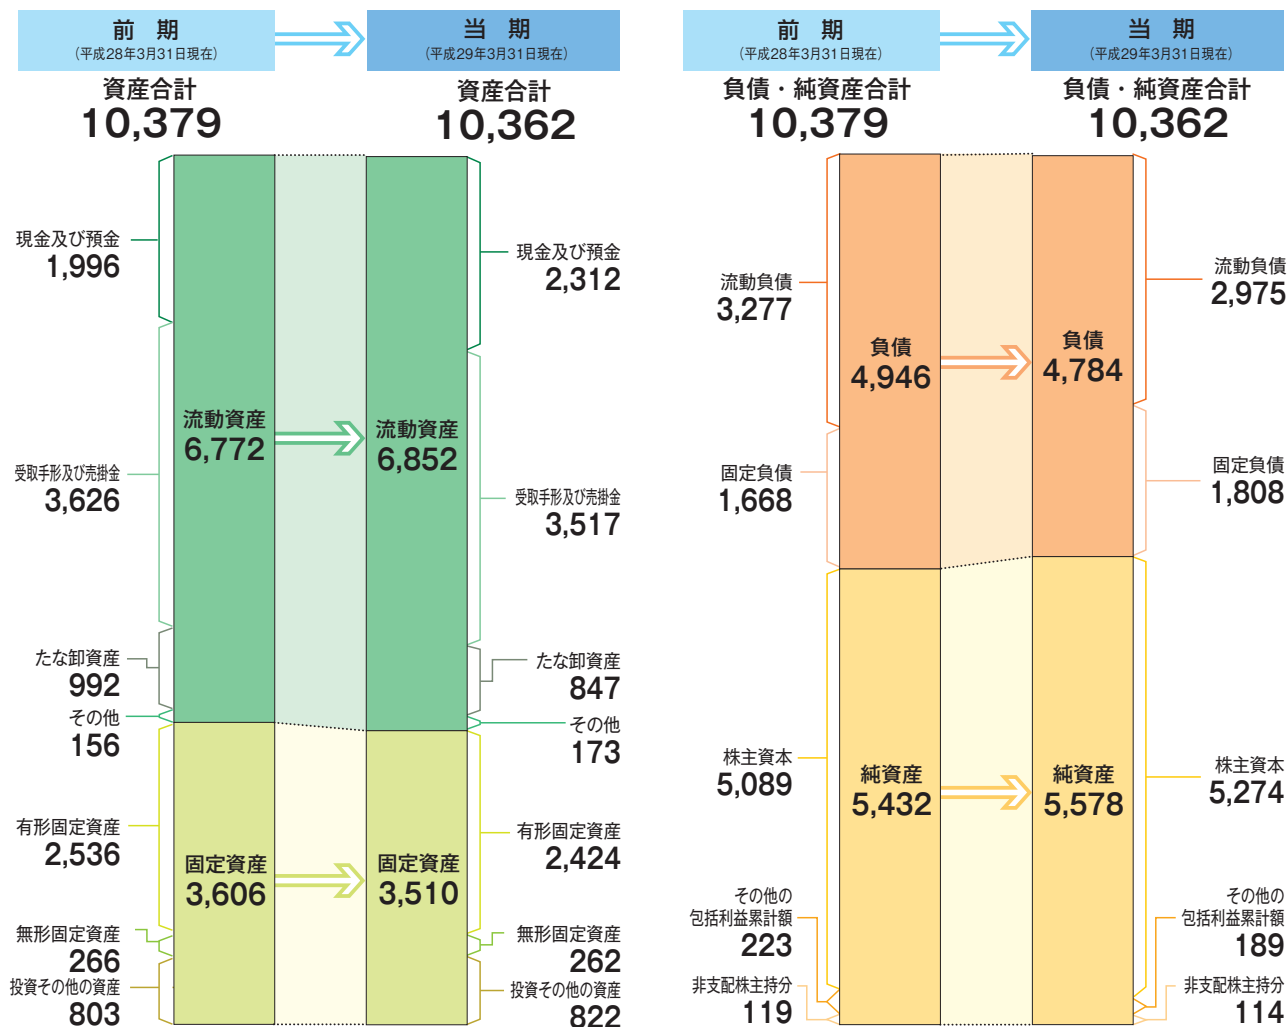 前　期
（平成28年3月31日現在）
当　期
（平成29年3月31日現在）
資産合計
10,379
資産合計
10,362
現金及び預金
1,996
受取手形及び売掛金
3,626
たな卸資産
992
その他
156
有形固定資産
2,536
無形固定資産
266
投資その他の資産
803
流動資産
6,772
固定資産
3,606
流動資産
6,852
固定資産
3,510
現金及び預金
2,312
受取手形及び売掛金
3,517
たな卸資産
847
その他
173
有形固定資産
2,424
無形固定資産
262
投資その他の資産
822
前　期
（平成28年3月31日現在）
当　期
（平成29年3月31日現在）
負債・純資産合計
10,379
負債・純資産合計
10,362
流動負債
3,277
固定負債
1,668
株主資本
5,089
その他の
包括利益累計額
223
非支配株主持分
119
負債
4,946
純資産
5,432
負債
4,784
純資産
5,578
流動負債
2,975
固定負債
1,808
株主資本
5,274
その他の
包括利益累計額
189
非支配株主持分
114